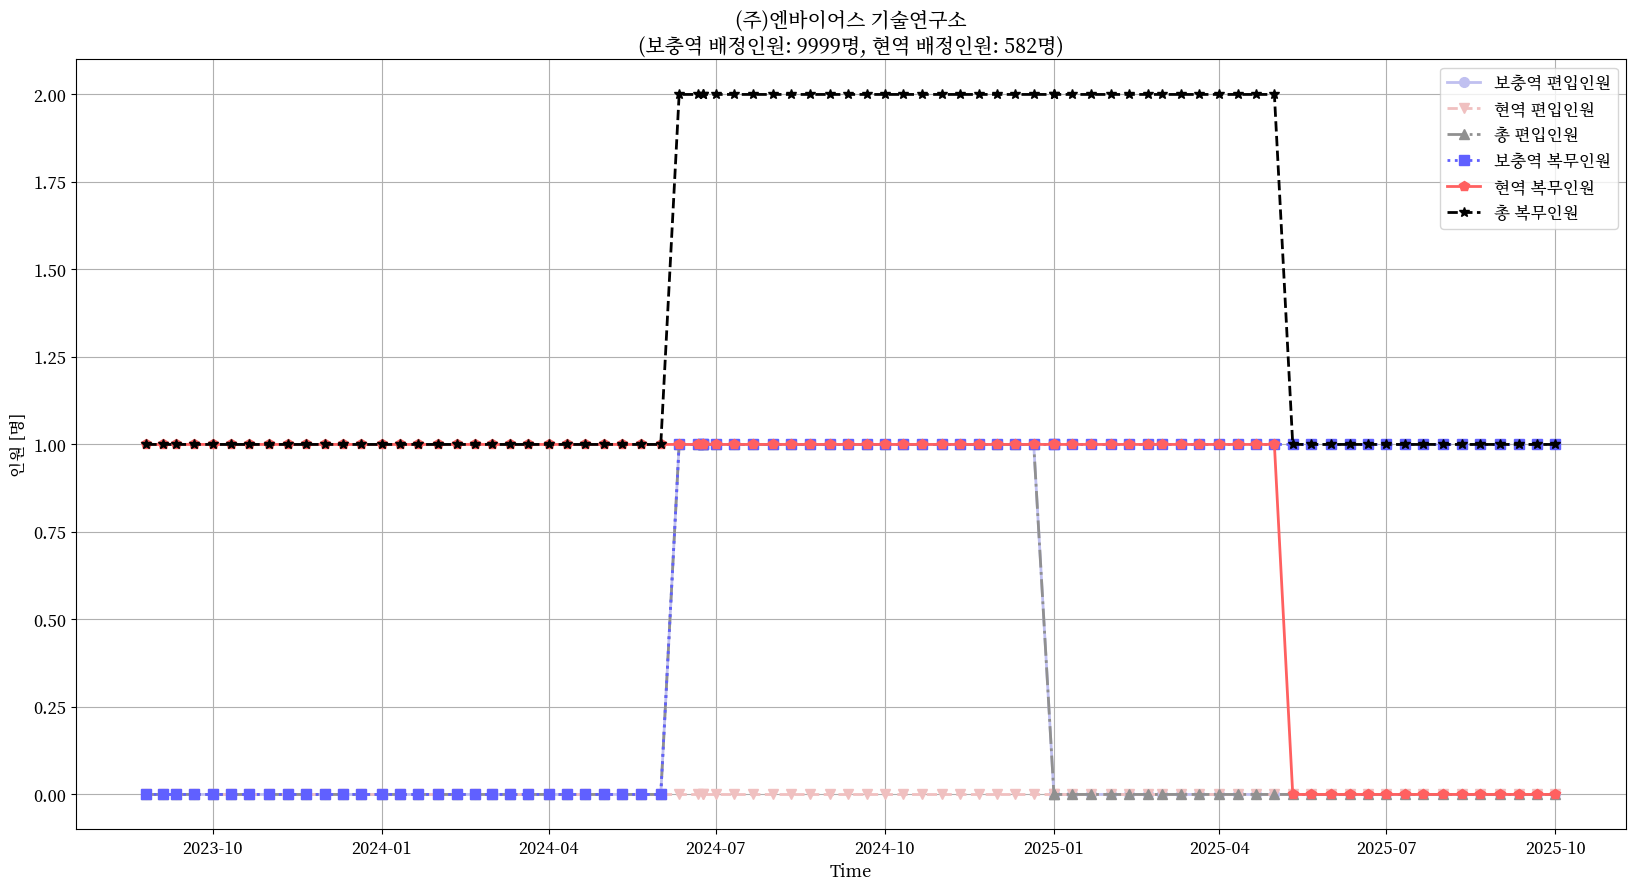 (주)엔바이어스 기술연구소
(보충역 배정인원: 9999명, 현역 배정인원: 582명)
보충역 편입인원
현역 편입인원
총 편입인원
보충역 복무인원
현역 복무인원
총 복무인원
인원 [명]
2.00
1.75
1.50
1.25
1.00
0.75
0.50
0.25
0.00
2023-10
2024-01
2024-04
2024-07
2024-10
2025-01
2025-04
2025-07
2025-10
Time